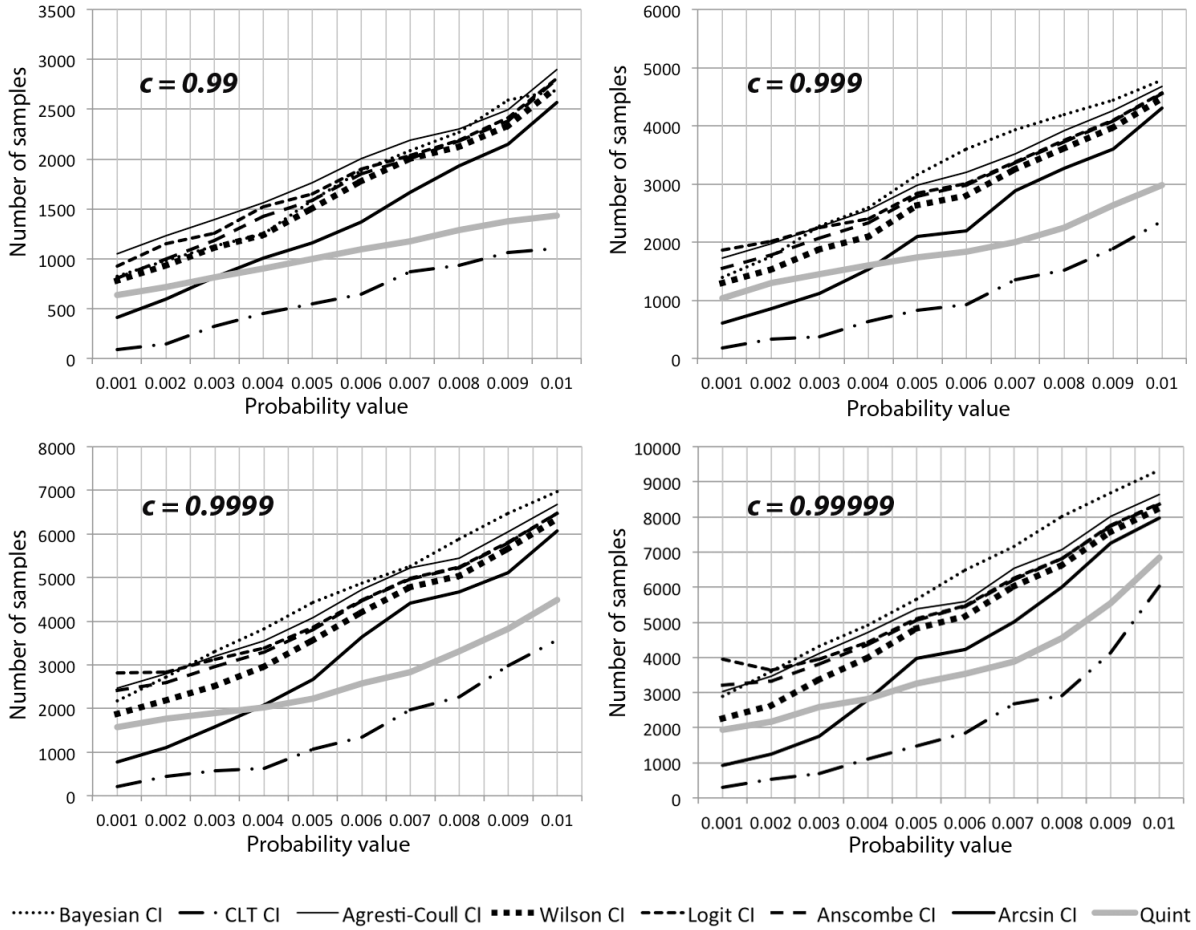 c = 0.99
Number of samples
3500
3000
2500
2000
1500
1000
500
0
0.001 0.002 0.003 0.004 0.005 0.006 0.007 0.008 0.009 0.01
Probability value
c = 0.999
Number of samples
6000
5000
4000
3000
2000
1000
0
0.001 0.002 0.003 0.004 0.005 0.006 0.007 0.008 0.009 0.01
Probability value
c = 0.9999
Number of samples
8000
7000
6000
5000
4000
3000
2000
1000
0
0.001 0.002 0.003 0.004 0.005 0.006 0.007 0.008 0.009 0.01
Probability value
c = 0.99999
Number of samples
10000
9000
8000
7000
6000
5000
4000
3000
2000
1000
0
0.001 0.002 0.003 0.004 0.005 0.006 0.007 0.008 0.009 0.01
Probability value
Bayesian CI CLT CI Agresti-Coull CI Wilson CI Logit CI Anscombe CI Arcsin CI Quint